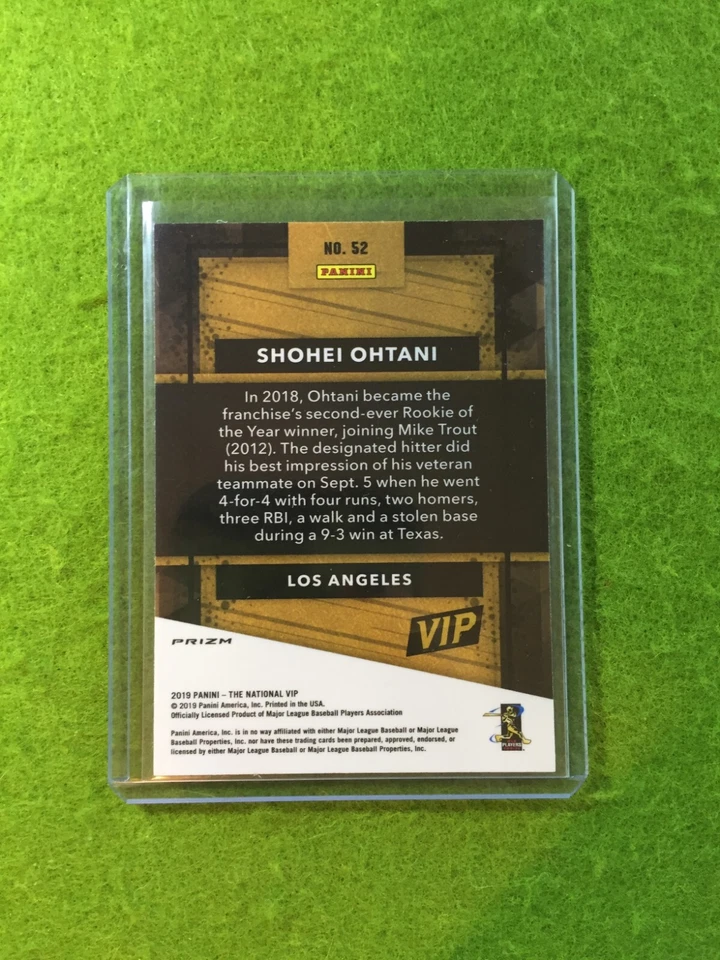 NO. 52
PANINI
SHOHEI OHTANI
In 2018, Ohtani became the
franchise's second-ever Rookie of
the Year winner, joining Mike Trout
(2012). The designated hitter did
his best impression of his veteran
teammate on Sept. 5 when he went
4-for-4 with four runs, two homers,
three RBI, a walk and a stolen base
during a 9-3 win at Texas.
LOS ANGELES
VIP
PRIZM
2019 PANINI – THE NATIONAL VIP
© 2019 Panini America, Inc. Printed in the USA.
Officially Licensed Product of Major League Baseball Players Association
Panini America, Inc. is in no way affiliated with either Major League Baseball or Major League
Baseball Properties, Inc. nor have these trading cards been prepared, approved, endorsed, or
licensed by either Major League Baseball or Major League Baseball Properties, Inc.
PLAYERS